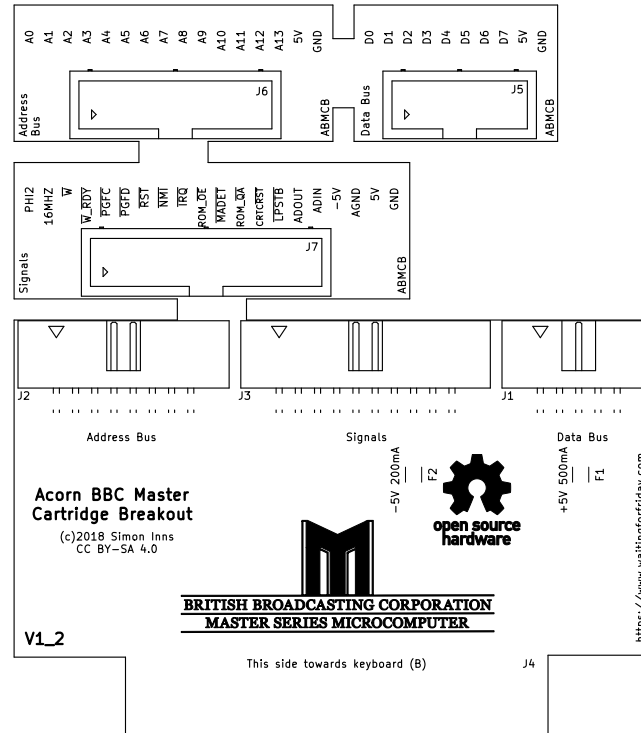 A0 A1 A2 A3 A4 A5 A6 A7 A8 A9 A10 A11 A12 A13 5V GND
J6
Address
Bus
ABMCB
D0 D1 D2 D3 D4 D5 D6 D7 5V GND
J5
Data Bus
ABMCB
PHI2 16MHZ W W_RDY PGFC PGFD RST NMI IRQ ROM_OE MADET ROM_QA CRTCRST LPSTB ADOUT ADIN -5V AGND 5V GND
J7
Signals
ABMCB
J2
J3
J1
Address Bus
Signals
Data Bus
-5V 200mA
F2
+5V 500mA
F1
Acorn BBC Master
Cartridge Breakout
(c)2018 Simon Inns
CC BY-SA 4.0
open source
hardware
https://www.waitingforfriday.com
BRITISH BROADCASTING CORPORATION
MASTER SERIES MICROCOMPUTER
V1_2
This side towards keyboard (B)
J4